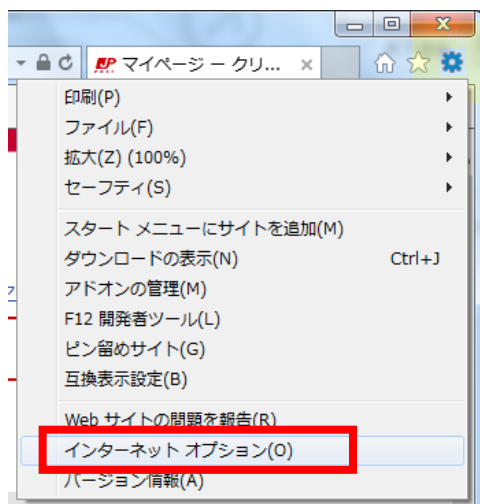 マイページ － クリ...
印刷(P)
ファイル(F)
拡大(Z) (100%)
セーフティ(S)
スタート メニューにサイトを追加(M)
ダウンロードの表示(N) Ctrl+J
アドオンの管理(M)
F12 開発者ツール(L)
ピン留めサイト(G)
互換表示設定(B)
Web サイトの問題を報告(R)
インターネット オプション(O)
バージョン情報(A)